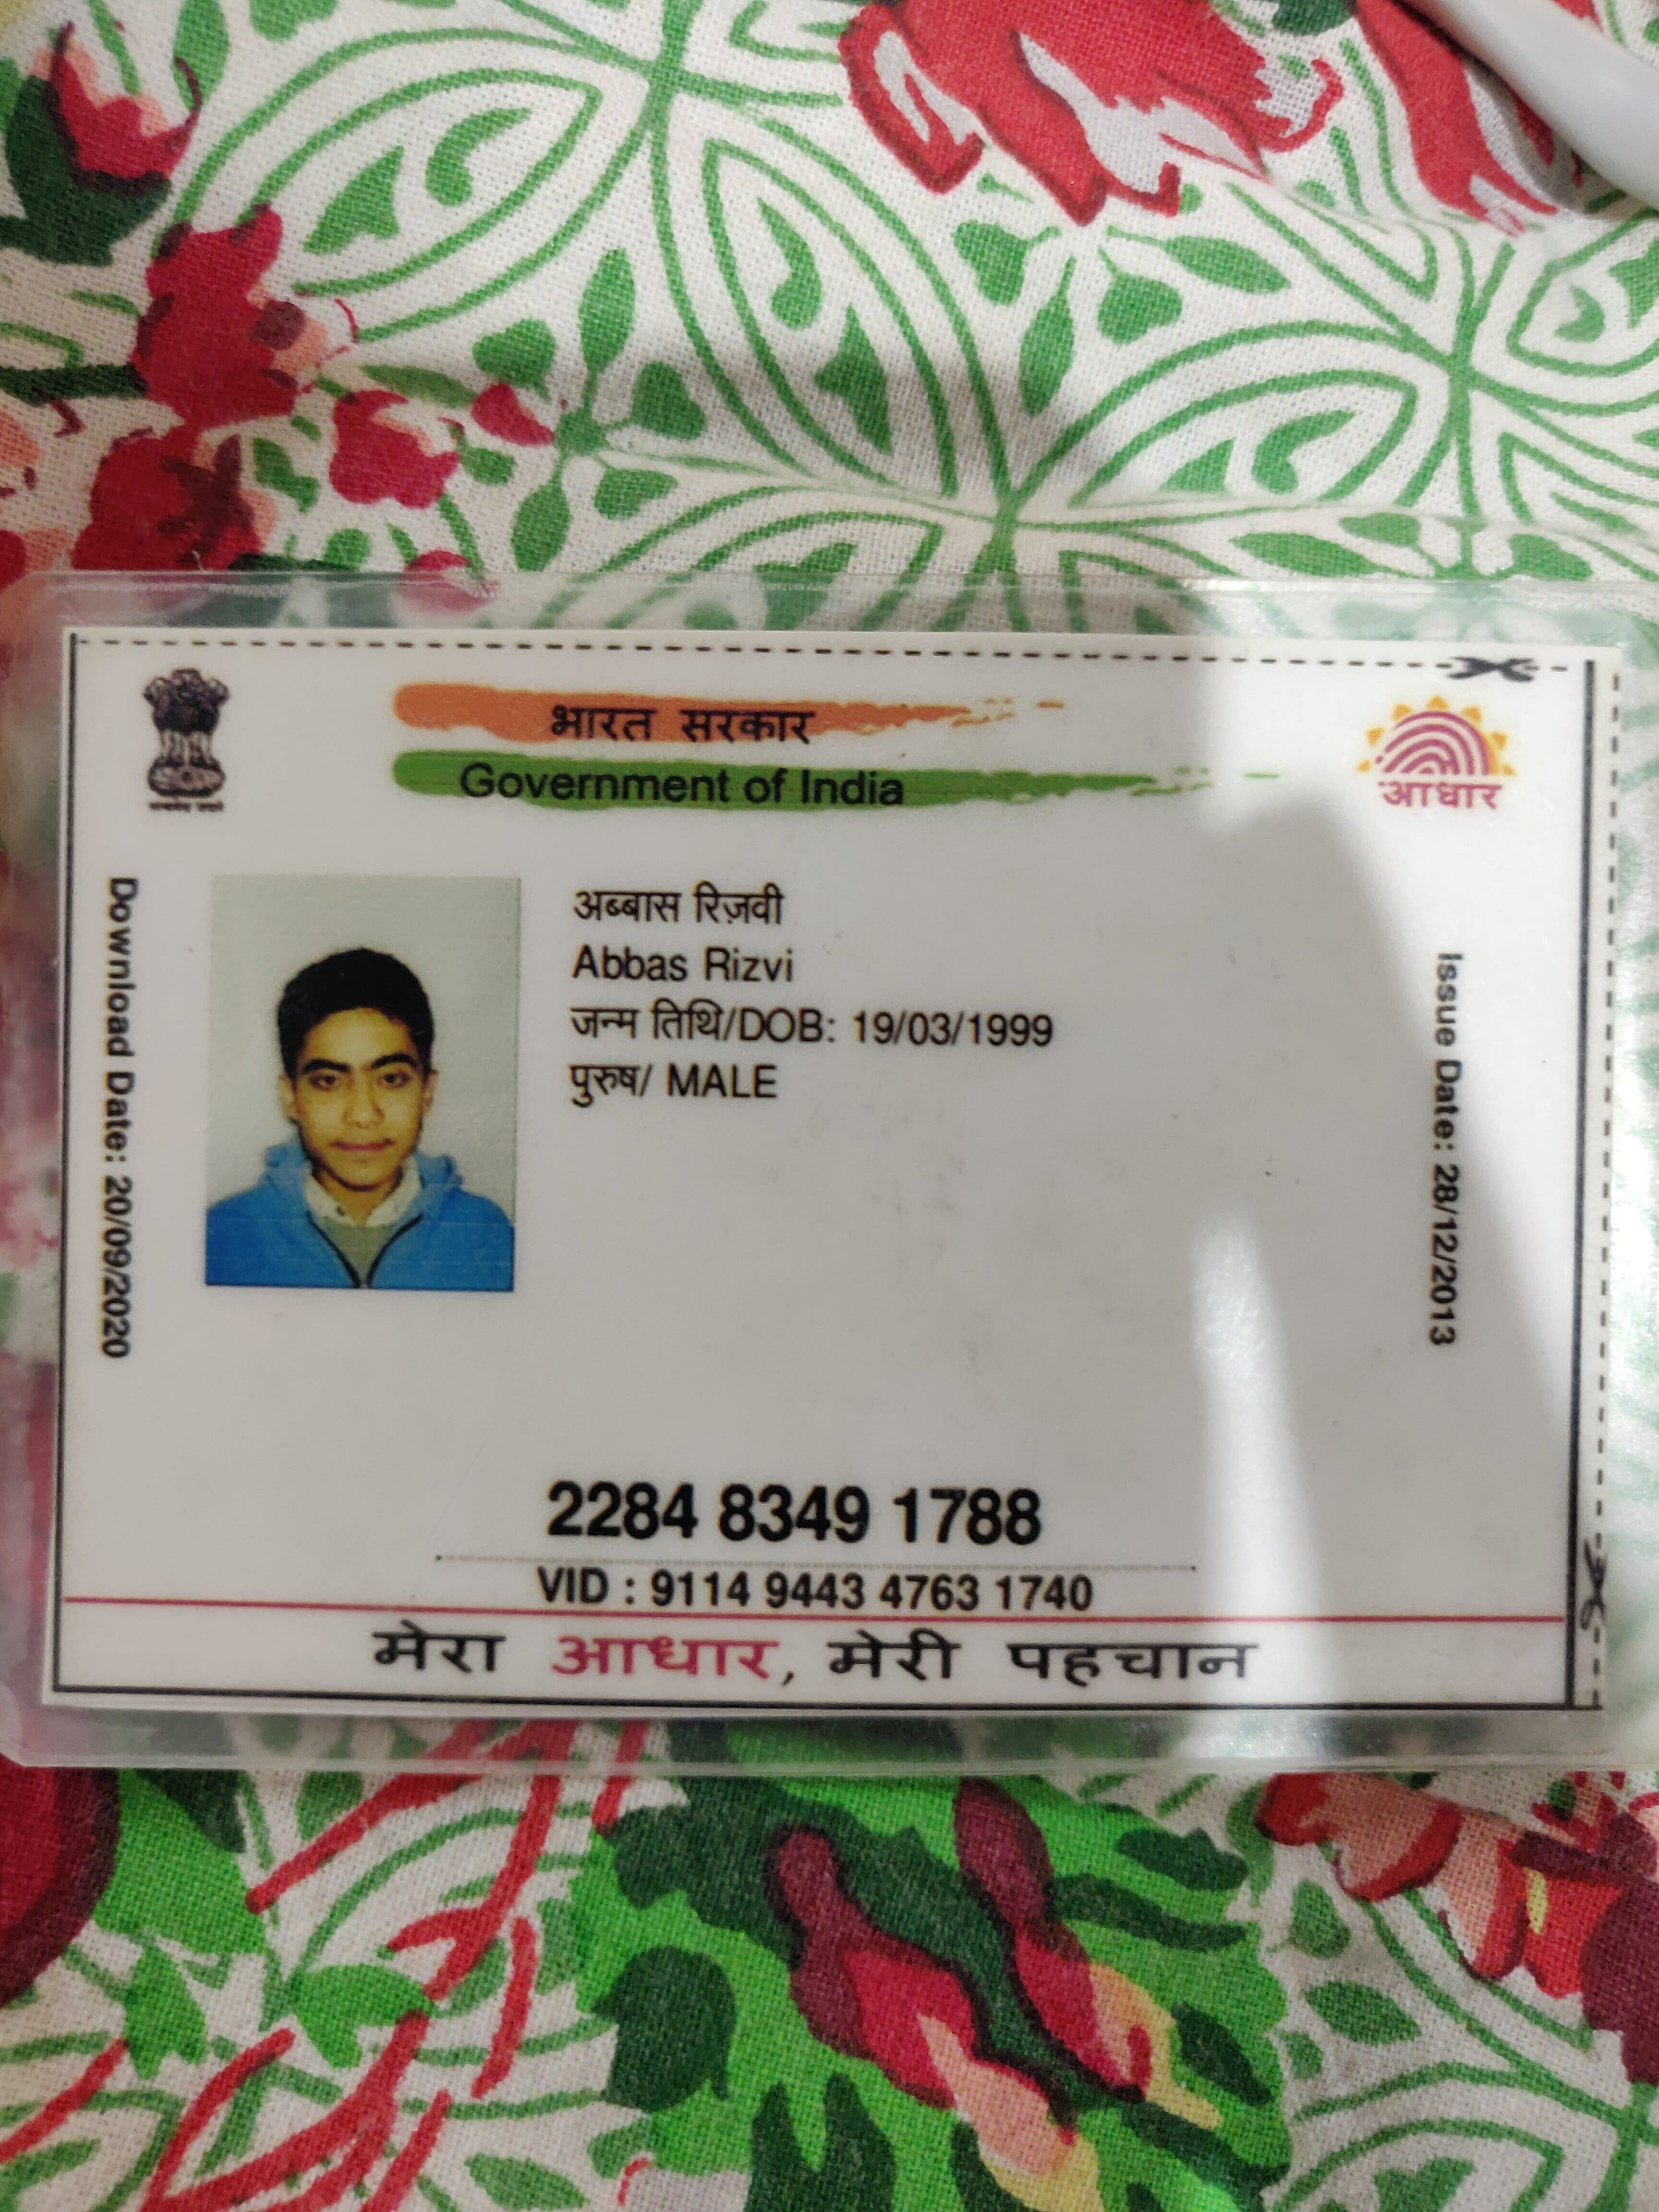 भारत सरकार
Government of India
आधार
Download Date: 20/09/2020
अब्बास रिज़वी
Abbas Rizvi
जन्म तिथि/DOB: 19/03/1999
पुरुष/ MALE
Issue Date: 28/12/2013
2284 8349 1788
VID : 9114 9443 4763 1740
मेरा आधार, मेरी पहचान